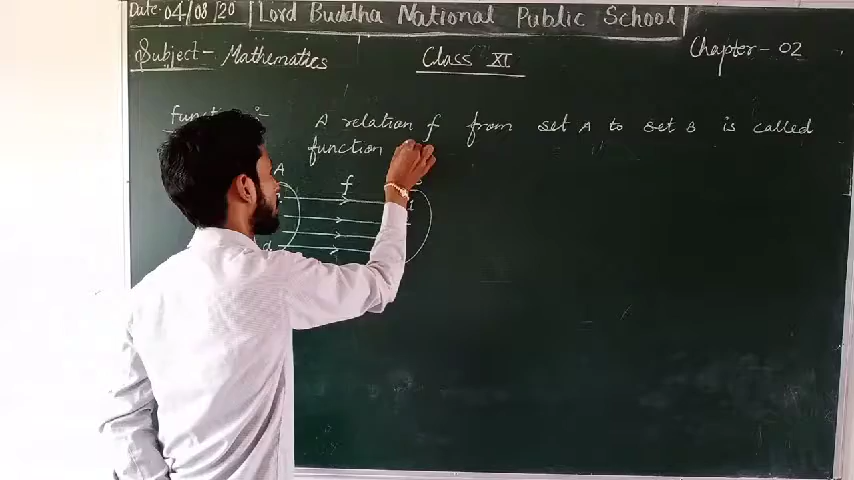 Date: 04/08/20 Lord Buddha National Public School
Subject - Mathematics Class XI Chapter - 02
function :- A relation f from set A to set B is called
function
A f